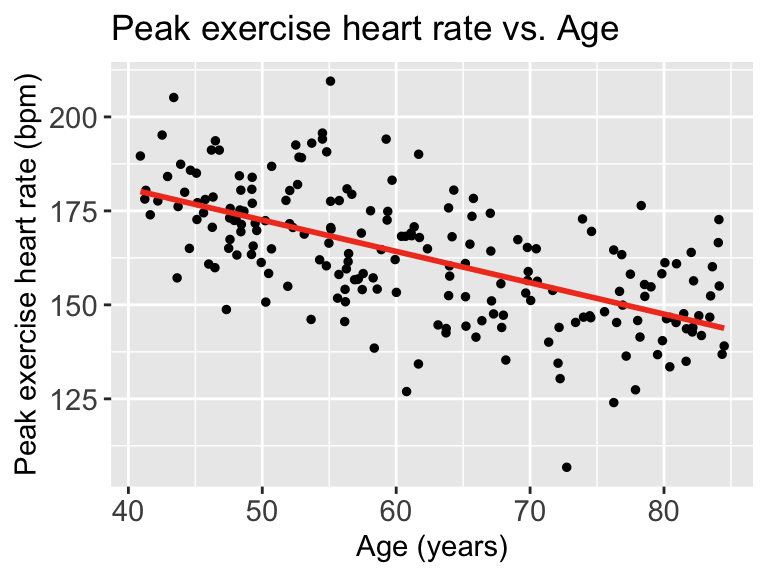 Peak exercise heart rate vs. Age
Peak exercise heart rate (bpm)
200
175
150
125
40 50 60 70 80
Age (years)